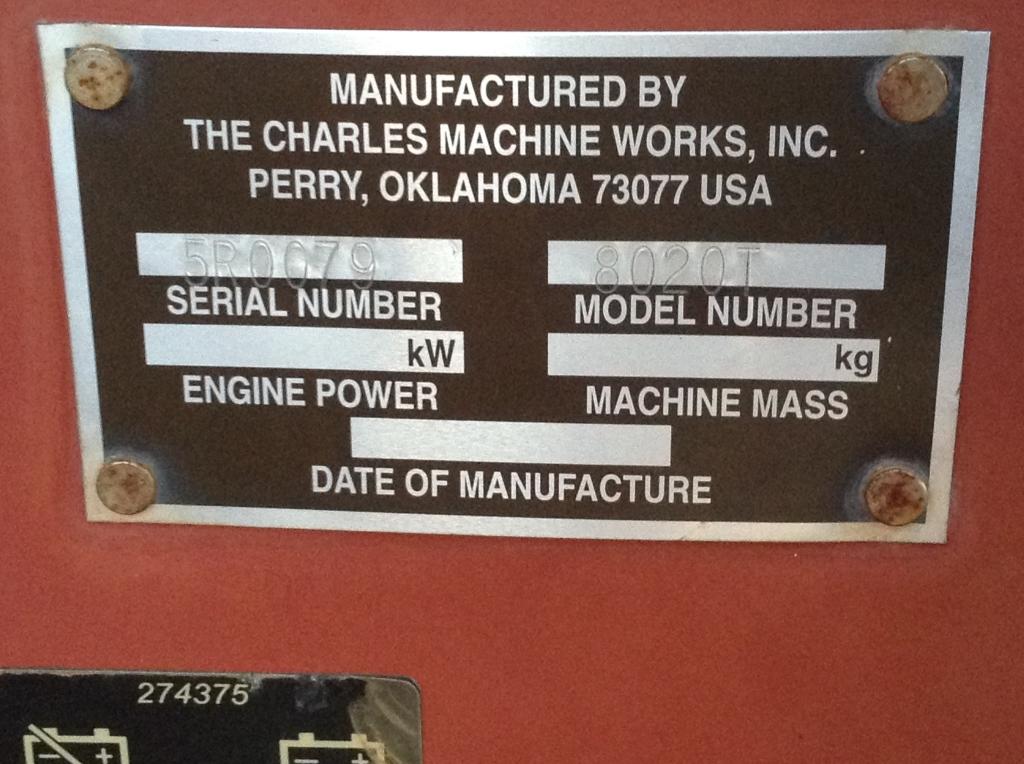 MANUFACTURED BY
THE CHARLES MACHINE WORKS, INC.
PERRY, OKLAHOMA 73077 USA
5R0079 8020T
SERIAL NUMBER MODEL NUMBER
kW kg
ENGINE POWER MACHINE MASS
DATE OF MANUFACTURE
274375
- + - +